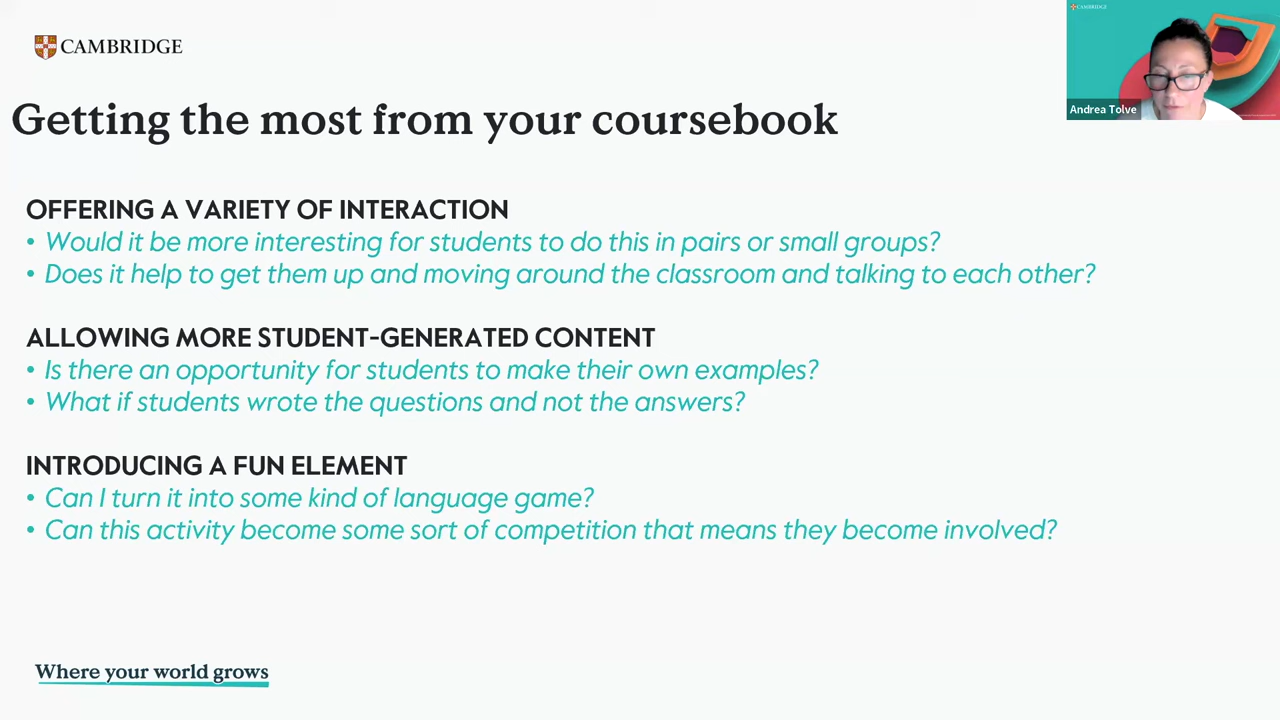 CAMBRIDGE
CAMBRIDGE
Andrea Tolve
Getting the most from your coursebook
OFFERING A VARIETY OF INTERACTION
• Would it be more interesting for students to do this in pairs or small groups?
• Does it help to get them up and moving around the classroom and talking to each other?
ALLOWING MORE STUDENT-GENERATED CONTENT
• Is there an opportunity for students to make their own examples?
• What if students wrote the questions and not the answers?
INTRODUCING A FUN ELEMENT
• Can I turn it into some kind of language game?
• Can this activity become some sort of competition that means they become involved?
Where your world grows